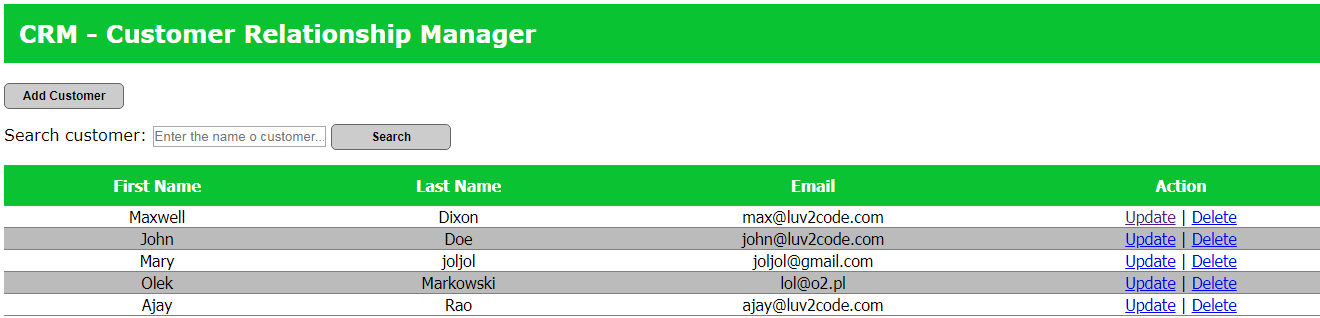 CRM - Customer Relationship Manager
Add Customer
Search customer: Enter the name o customer... Search
First Name Last Name Email Action
Maxwell Dixon max@luv2code.com Update | Delete
John Doe john@luv2code.com Update | Delete
Mary joljol joljol@gmail.com Update | Delete
Olek Markowski lol@o2.pl Update | Delete
Ajay Rao ajay@luv2code.com Update | Delete